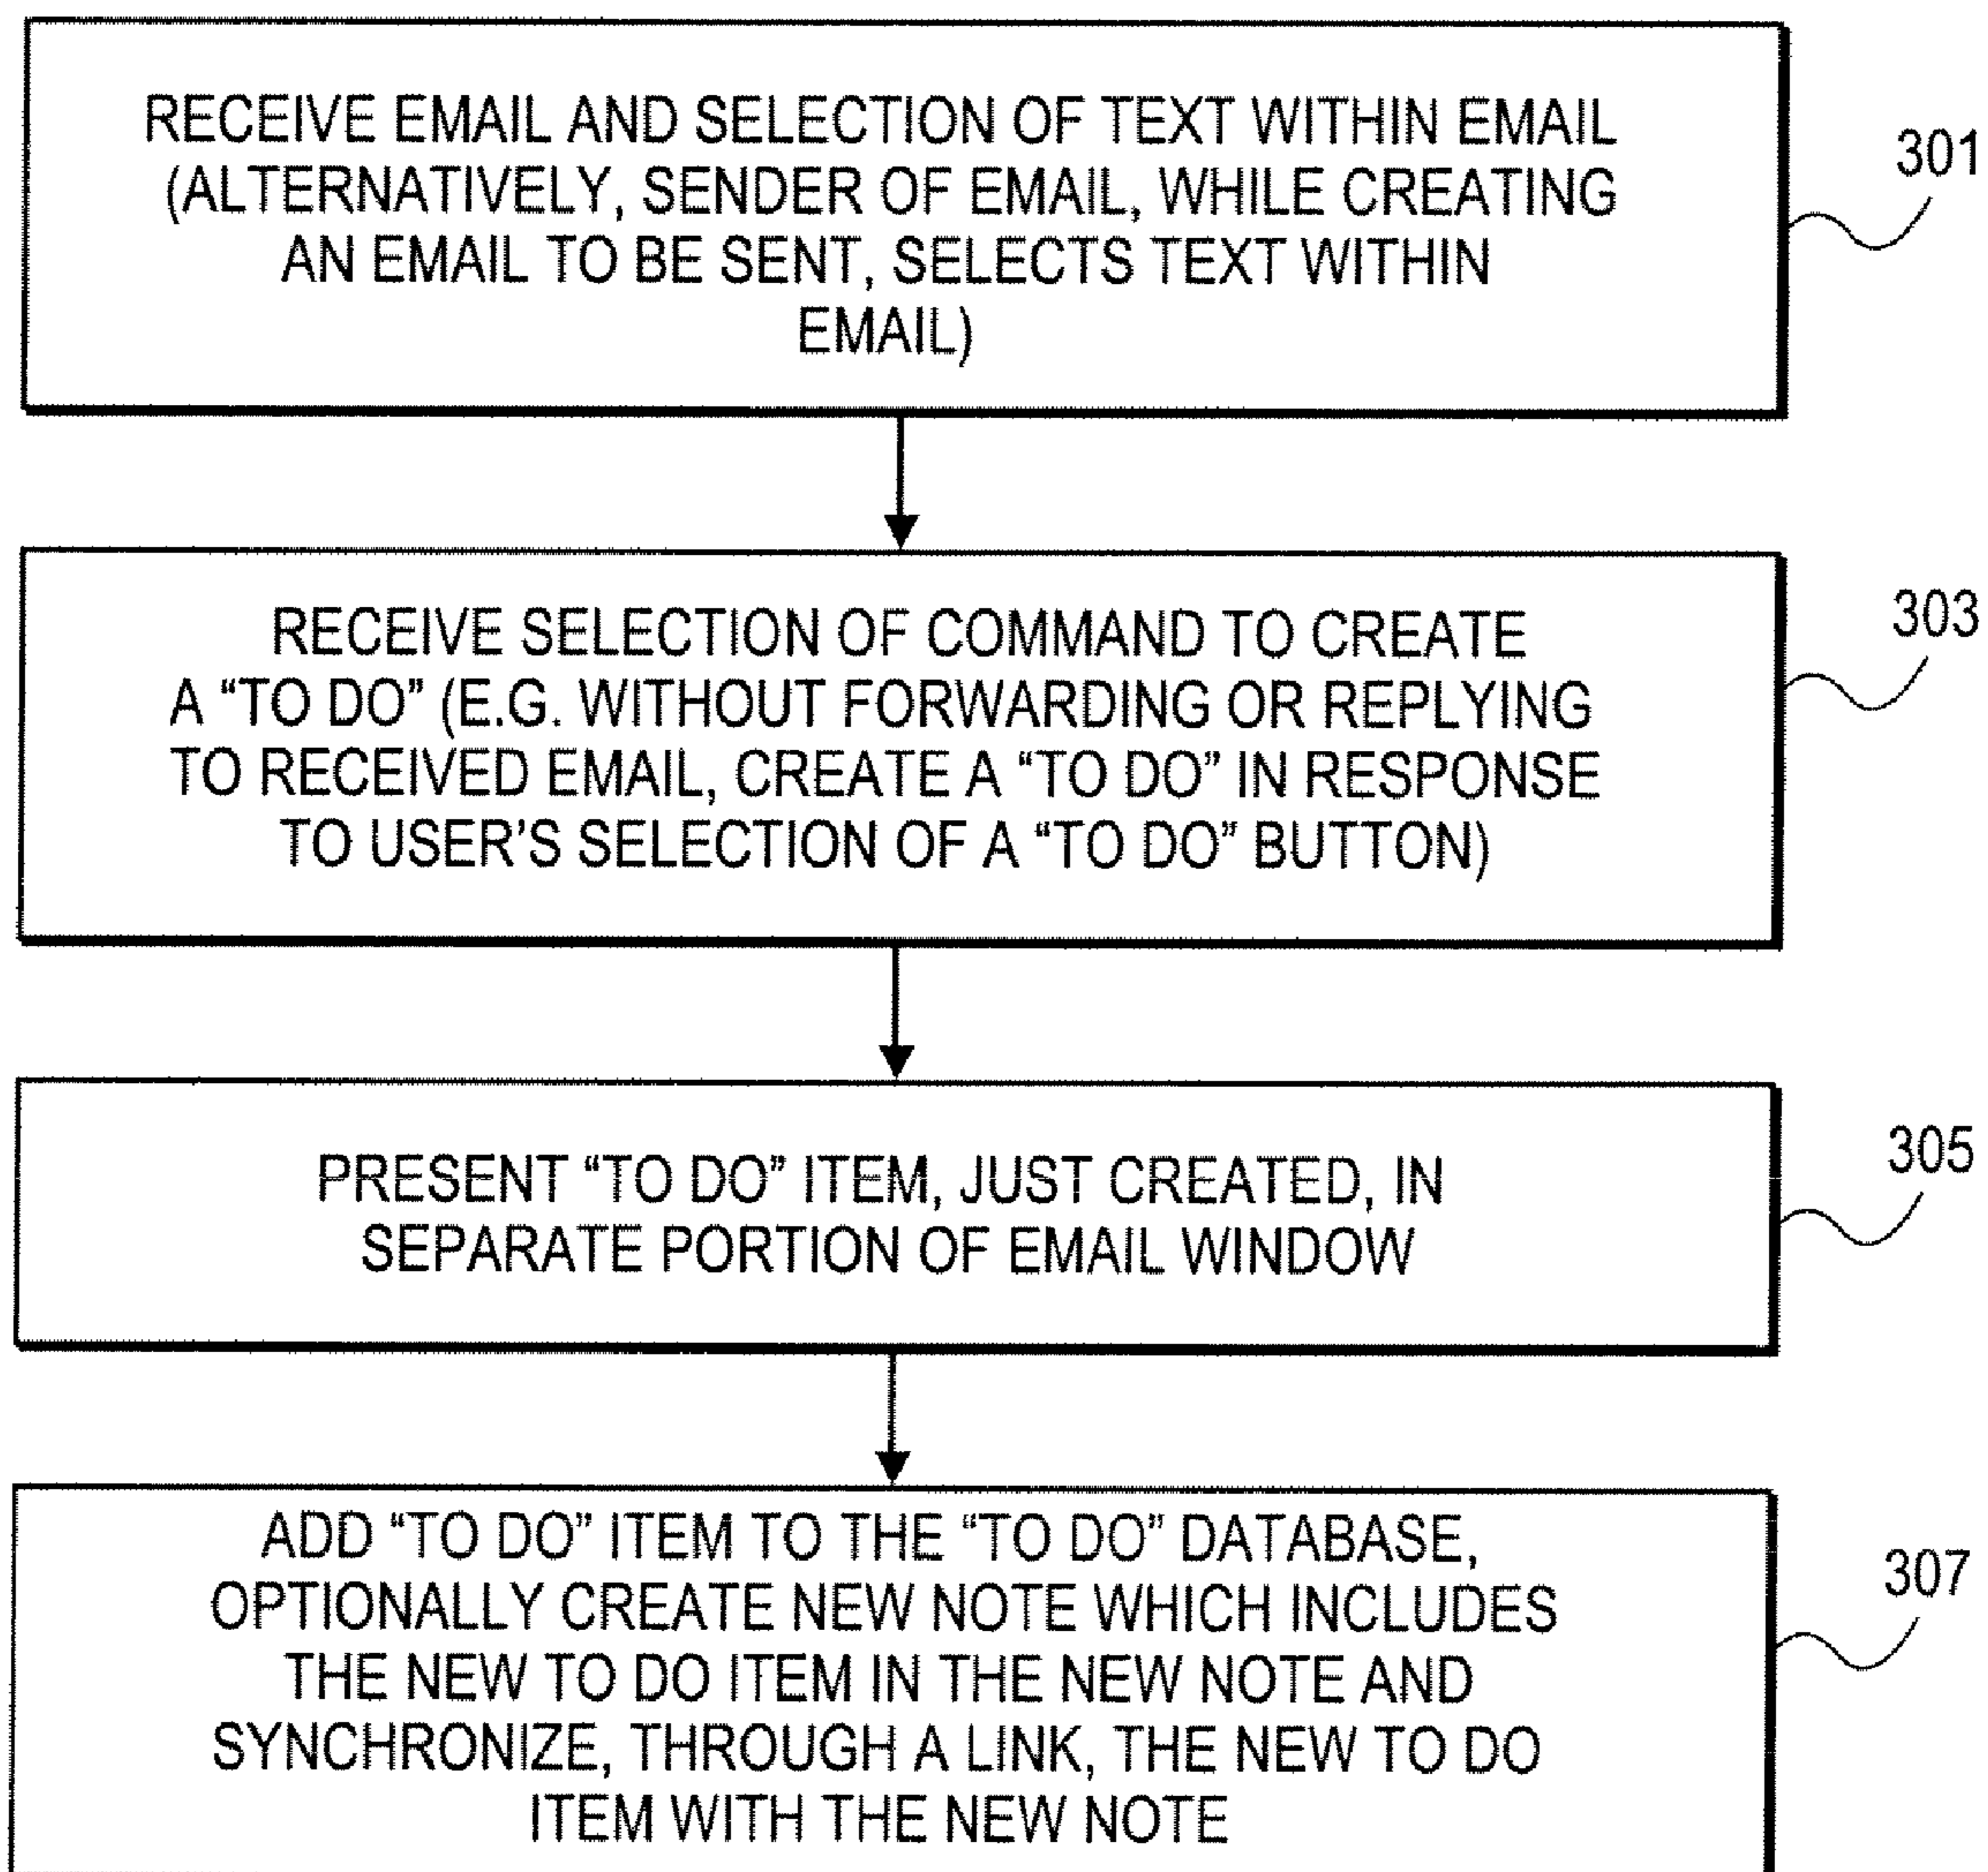 RECEIVE EMAIL AND SELECTION OF TEXT WITHIN EMAIL
(ALTERNATIVELY, SENDER OF EMAIL, WHILE CREATING
AN EMAIL TO BE SENT, SELECTS TEXT WITHIN
EMAIL)
301
RECEIVE SELECTION OF COMMAND TO CREATE
A “TO DO” (E.G. WITHOUT FORWARDING OR REPLYING
TO RECEIVED EMAIL, CREATE A “TO DO” IN RESPONSE
TO USER’S SELECTION OF A “TO DO” BUTTON)
303
PRESENT “TO DO” ITEM, JUST CREATED, IN
SEPARATE PORTION OF EMAIL WINDOW
305
ADD “TO DO” ITEM TO THE “TO DO” DATABASE,
OPTIONALLY CREATE NEW NOTE WHICH INCLUDES
THE NEW TO DO ITEM IN THE NEW NOTE AND
SYNCHRONIZE, THROUGH A LINK, THE NEW TO DO
ITEM WITH THE NEW NOTE
307